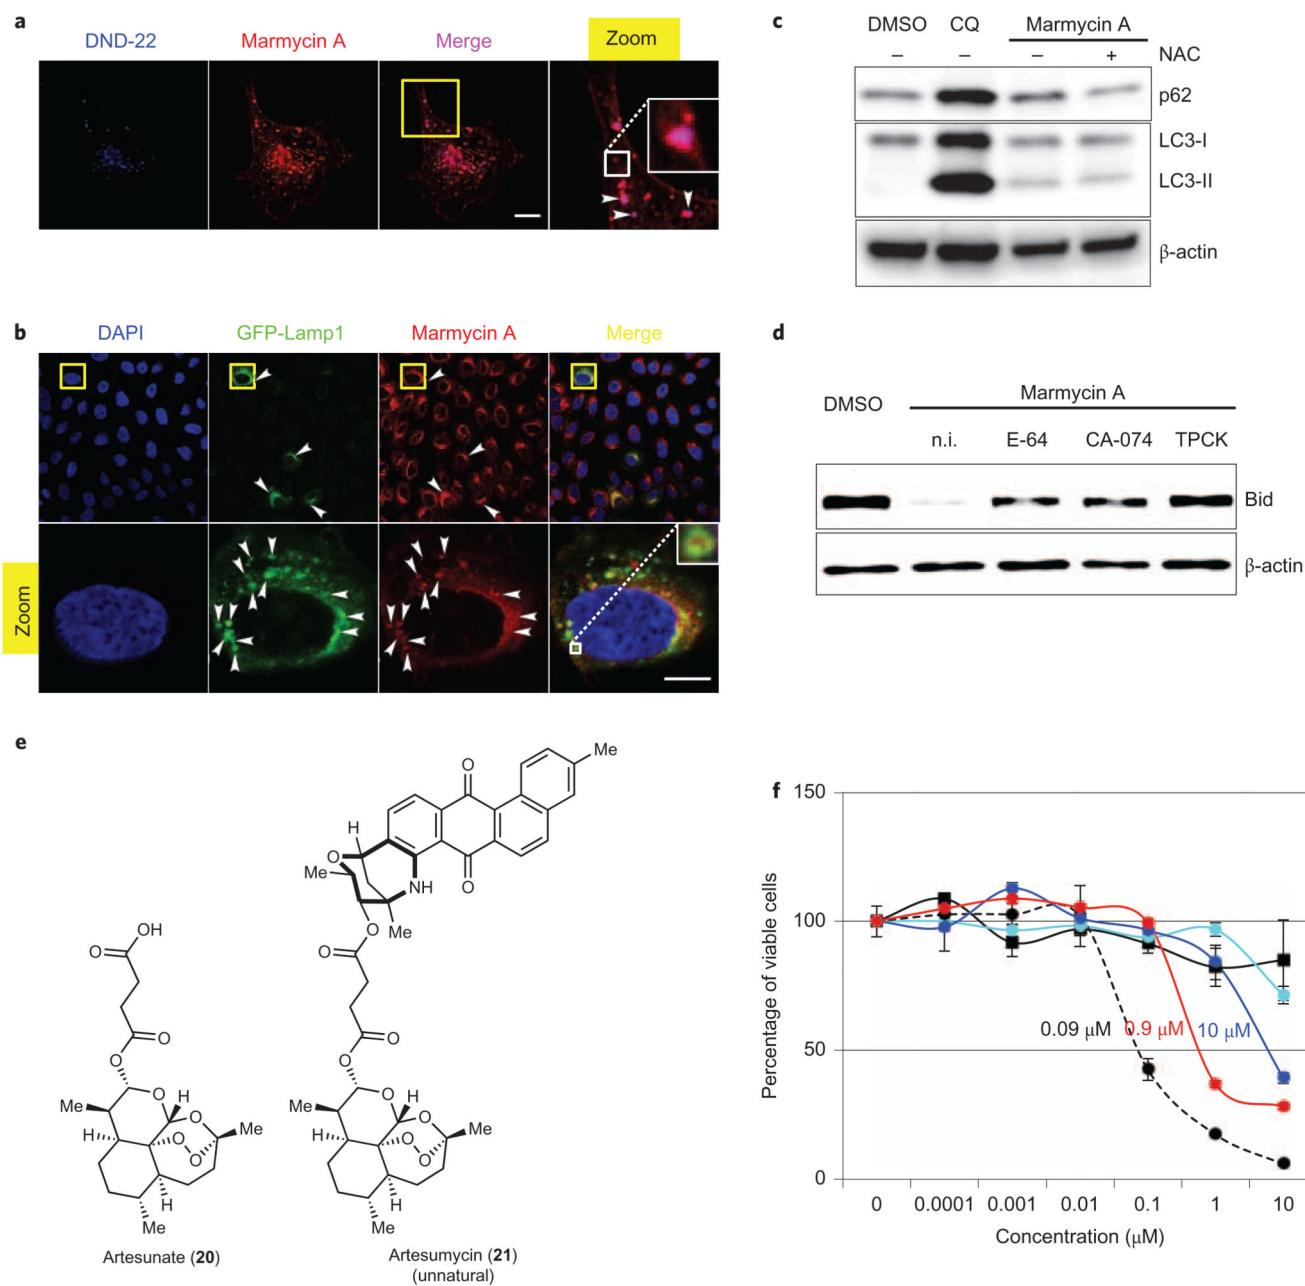 a
DND-22 Marmycin A Merge Zoom
b
DAPI GFP-Lamp1 Marmycin A Merge
Zoom
c
DMSO CQ Marmycin A
– – – + NAC
p62
LC3-I
LC3-II
β-actin
d
DMSO Marmycin A
n.i. E-64 CA-074 TPCK
Bid
β-actin
e
Me
O
H
O
Me
O
NH
Me
O
OH
O
O
O
O
O
O
O
Me
H
O
O
Me
H
O
O
H
Me
Me
H
O
O
Me
H
O
O
H
Me
Artesunate (20)
Artesumycin (21)
(unnatural)
f
Percentage of viable cells
150
100
50
0
0.09 μM 0.9 μM 10 μM
0 0.0001 0.001 0.01 0.1 1 10
Concentration (μM)